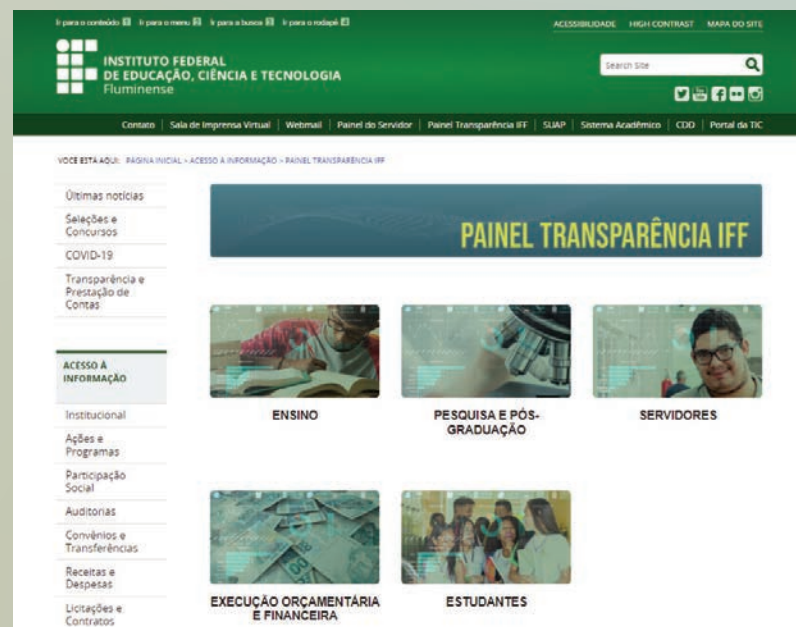 Ir para o conteúdo 1 Ir para o menu 2 Ir para a busca 3 Ir para o rodapé 4
ACESSIBILIDADE HIGH CONTRAST MAPA DO SITE
INSTITUTO FEDERAL
DE EDUCAÇÃO, CIÊNCIA E TECNOLOGIA
Fluminense
Search Site
Contato Sala de Imprensa Virtual Webmail Painel do Servidor Painel Transparência IFF SUAP Sistema Acadêmico CDD Portal da TIC
VOCÊ ESTÁ AQUI: PÁGINA INICIAL > ACESSO À INFORMAÇÃO > PAINEL TRANSPARÊNCIA IFF
Últimas notícias
Seleções e
Concursos
COVID-19
Transparência e
Prestação de
Contas
ACESSO À
INFORMAÇÃO
Institucional
Ações e
Programas
Participação
Social
Auditorias
Convênios e
Transferências
Receitas e
Despesas
Licitações e
Contratos
PAINEL TRANSPARÊNCIA IFF
ENSINO
PESQUISA E PÓS-
GRADUAÇÃO
SERVIDORES
EXECUÇÃO ORÇAMENTÁRIA
E FINANCEIRA
ESTUDANTES